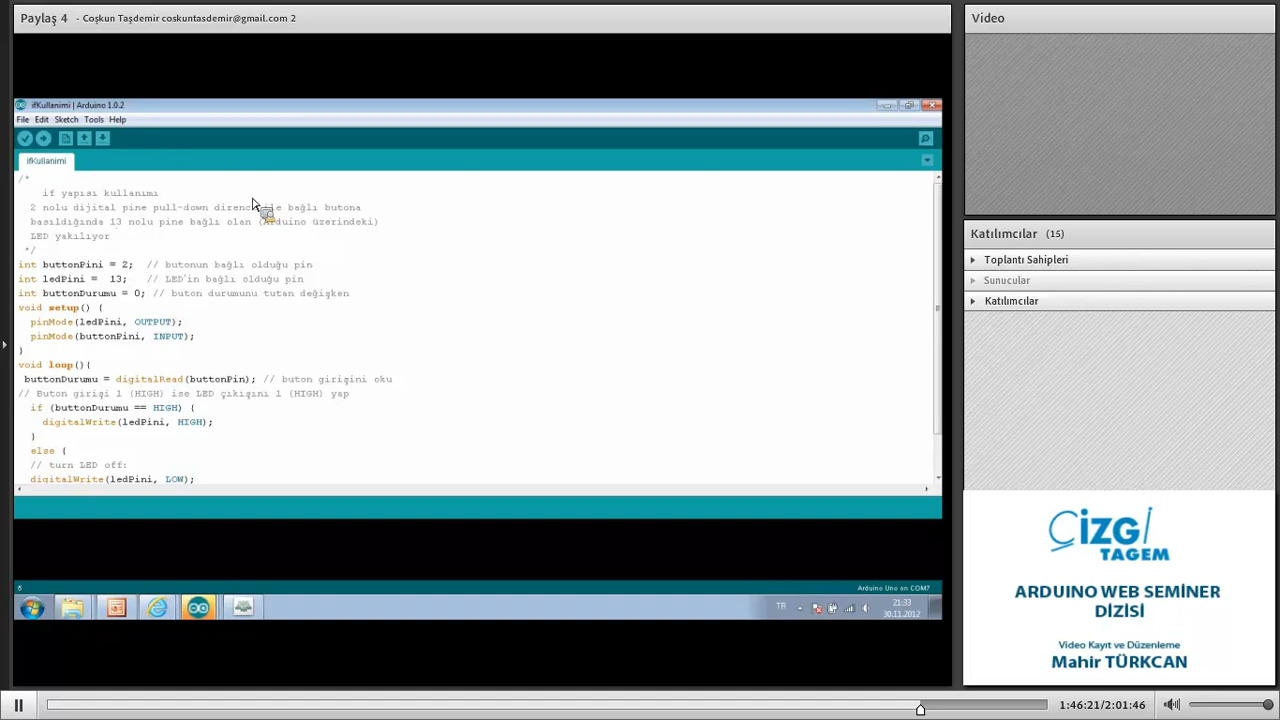 Paylaş 4 - Coşkun Taşdemir coskuntasdemir@gmail.com 2
ifKullanimi | Arduino 1.0.2
File Edit Sketch Tools Help
ifKullanimi
/*
if yapısı kullanımı
2 nolu dijital pine pull-down direnc ile bağlı butona
basıldığında 13 nolu pine bağlı olan (Arduino üzerindeki)
LED yakılıyor
*/
int buttonPini = 2; // butonun bağlı olduğu pin
int ledPini = 13; // LED'in bağlı olduğu pin
int buttonDurumu = 0; // buton durumunu tutan değişken
void setup() {
pinMode(ledPini, OUTPUT);
pinMode(buttonPini, INPUT);
}
void loop(){
buttonDurumu = digitalRead(buttonPin); // buton girişini oku
// Buton girişi 1 (HIGH) ise LED çıkışını 1 (HIGH) yap
if (buttonDurumu == HIGH) {
digitalWrite(ledPini, HIGH);
}
else {
// turn LED off:
digitalWrite(ledPini, LOW);
6
Arduino Uno on COM7
TR
21:33
30.11.2012
Video
Katılımcılar (15)
Toplantı Sahipleri
Sunucular
Katılımcılar
ÇİZGİ
TAGEM
ARDUINO WEB SEMİNER
DİZİSİ
Video Kayıt ve Düzenleme
Mahir TÜRKCAN
1:46:21/2:01:46